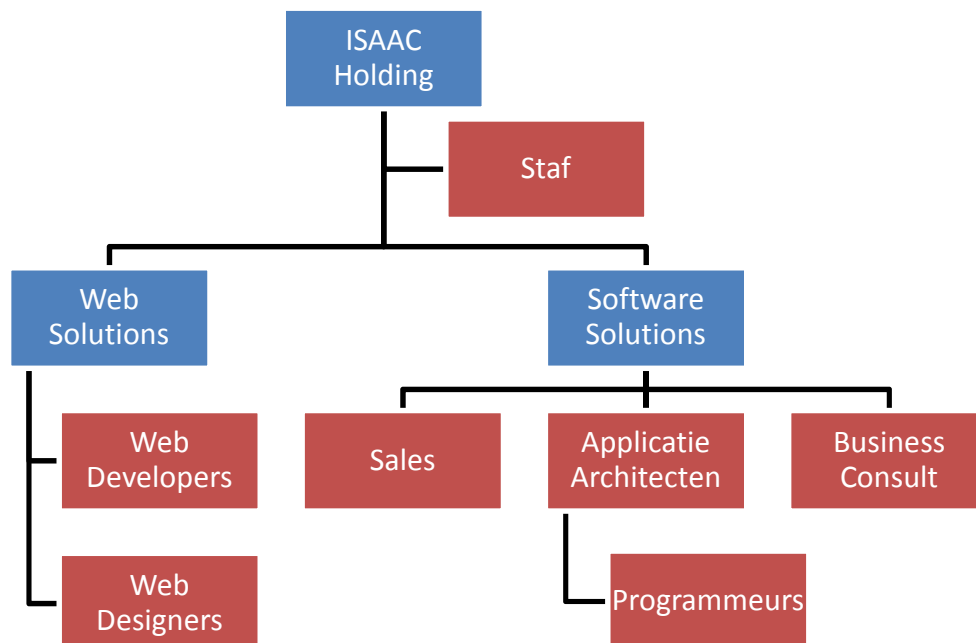 ISAAC
Holding
Staf
Web
Solutions
Software
Solutions
Web
Developers
Sales
Applicatie
Architecten
Business
Consult
Web
Designers
Programmeurs